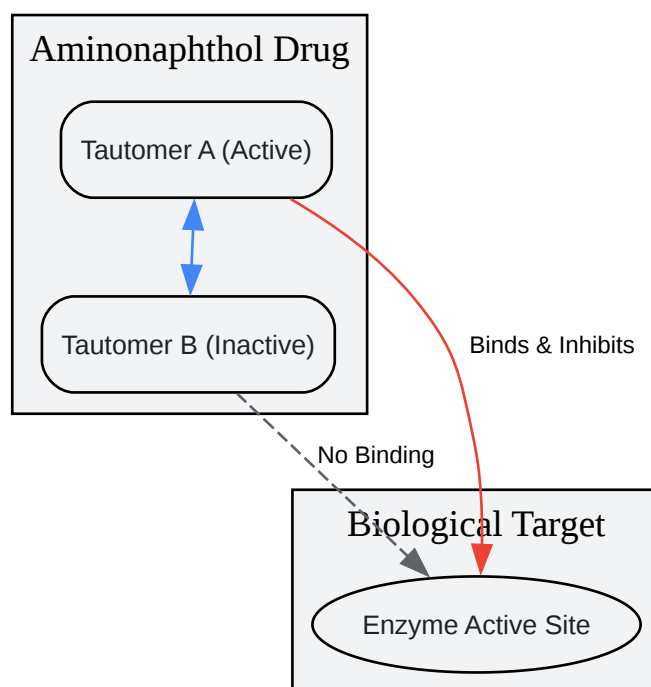 Aminonaphthol Drug
Tautomer A (Active)
Tautomer B (Inactive)
Binds & Inhibits
No Binding
Biological Target
Enzyme Active Site